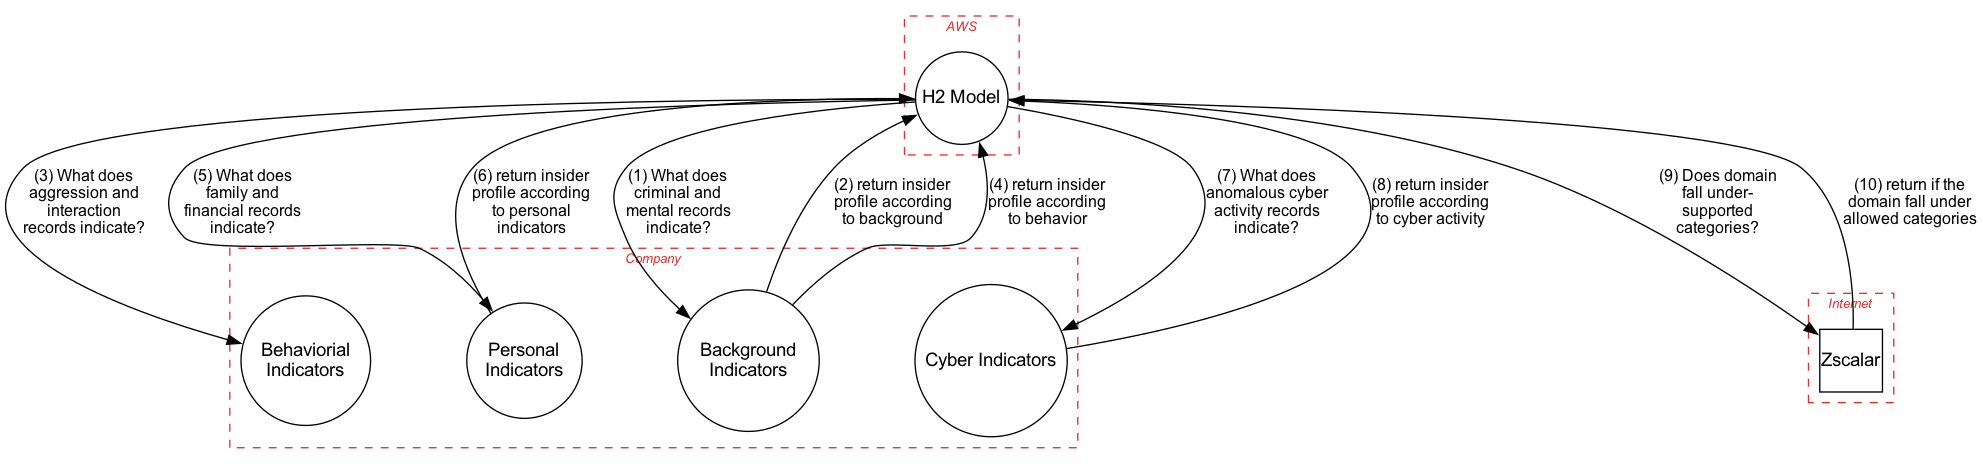 AWS
H2 Model
(3) What does
aggression and
interaction
records indicate?
(5) What does
family and
financial records
indicate?
(6) return insider
profile according
to personal
indicators
(1) What does
criminal and
mental records
indicate?
(2) return insider
profile according
to background
(4) return insider
profile according
to behavior
(7) What does
anomalous cyber
activity records
indicate?
(8) return insider
profile according
to cyber activity
(9) Does domain
fall under-
supported
categories?
(10) return if the
domain fall under
allowed categories
Company
Internet
Behaviorial
Indicators
Personal
Indicators
Background
Indicators
Cyber Indicators
Zscalar